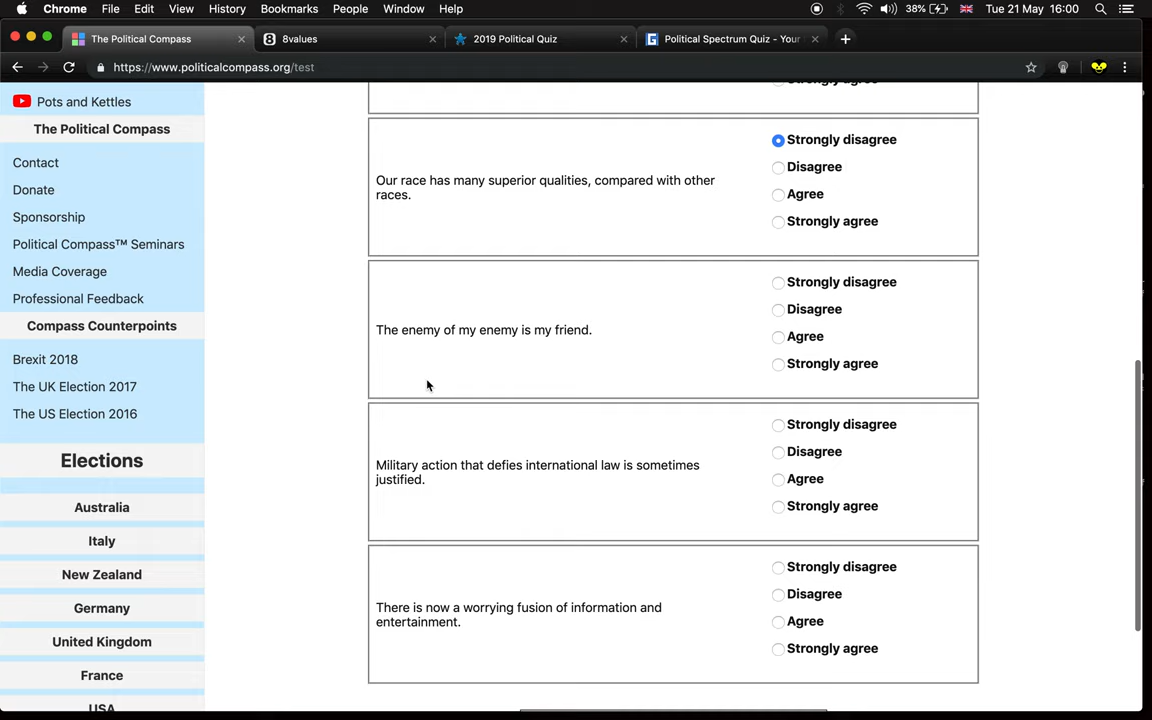 Chrome File Edit View History Bookmarks People Window Help 38% Tue 21 May 16:00
The Political Compass 8values 2019 Political Quiz Political Spectrum Quiz - Your
https://www.politicalcompass.org/test
Strongly agree
Pots and Kettles
The Political Compass
Contact
Donate
Sponsorship
Political Compass™ Seminars
Media Coverage
Professional Feedback
Compass Counterpoints
Brexit 2018
The UK Election 2017
The US Election 2016
Elections
Australia
Italy
New Zealand
Germany
United Kingdom
France
USA
Our race has many superior qualities, compared with other
races.
Strongly disagree
Disagree
Agree
Strongly agree
The enemy of my enemy is my friend.
Strongly disagree
Disagree
Agree
Strongly agree
Military action that defies international law is sometimes
justified.
Strongly disagree
Disagree
Agree
Strongly agree
There is now a worrying fusion of information and
entertainment.
Strongly disagree
Disagree
Agree
Strongly agree